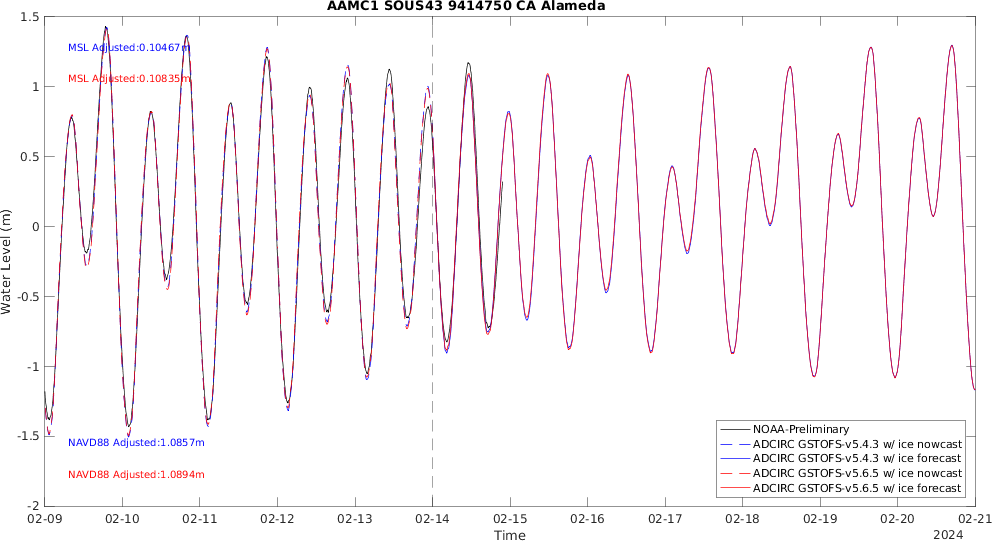 AAMC1 SOUS43 9414750 CA Alameda
1.5
1
0.5
0
-0.5
-1
-1.5
-2
Water Level (m)
MSL Adjusted:0.10467m
MSL Adjusted:0.10835m
NAVD88 Adjusted:1.0857m
NAVD88 Adjusted:1.0894m
NOAA-Preliminary
ADCIRC GSTOFS-v5.4.3 w/ ice nowcast
ADCIRC GSTOFS-v5.4.3 w/ ice forecast
ADCIRC GSTOFS-v5.6.5 w/ ice nowcast
ADCIRC GSTOFS-v5.6.5 w/ ice forecast
02-09 02-10 02-11 02-12 02-13 02-14 02-15 02-16 02-17 02-18 02-19 02-20 02-21
Time
2024